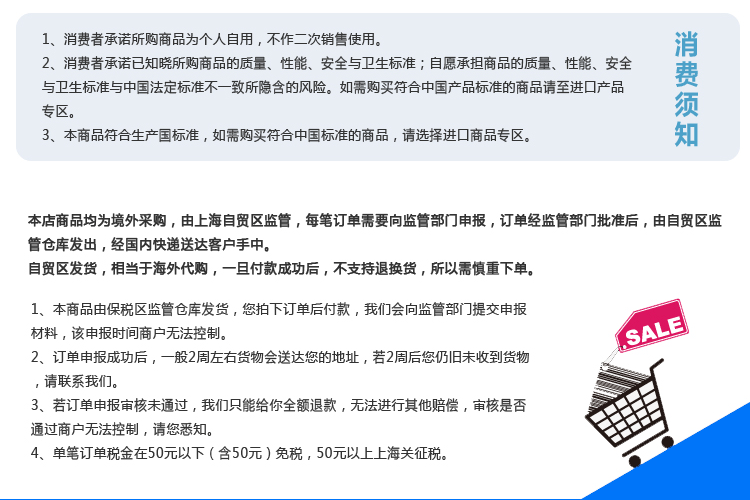 1、消费者承诺所购商品为个人自用，不作二次销售使用。
2、消费者承诺已知晓所购商品的质量、性能、安全与卫生标准；自愿承担商品的质量、性能、安全
与卫生标准与中国法定标准不一致所隐含的风险。如需购买符合中国产品标准的商品请至进口产品
专区。
3、本商品符合生产国标准，如需购买符合中国标准的商品，请选择进口商品专区。
消费须知
本店商品均为境外采购，由上海自贸区监管，每笔订单需要向监管部门申报，订单经监管部门批准后，由自贸区监
管仓库发出，经国内快递送达客户手中。
自贸区发货，相当于海外代购，一旦付款成功后，不支持退换货，所以需慎重下单。
1、本商品由保税区监管仓库发货，您拍下订单后付款，我们会向监管部门提交申报
材料，该申报时间商户无法控制。
2、订单申报成功后，一般2周左右货物会送达您的地址，若2周后您仍旧未收到货物
，请联系我们。
3、若订单申报审核未通过，我们只能给你全额退款，无法进行其他赔偿，审核是否
通过商户无法控制，请您悉知。
4、单笔订单税金在50元以下（含50元）免税，50元以上上海关征税。
SALE